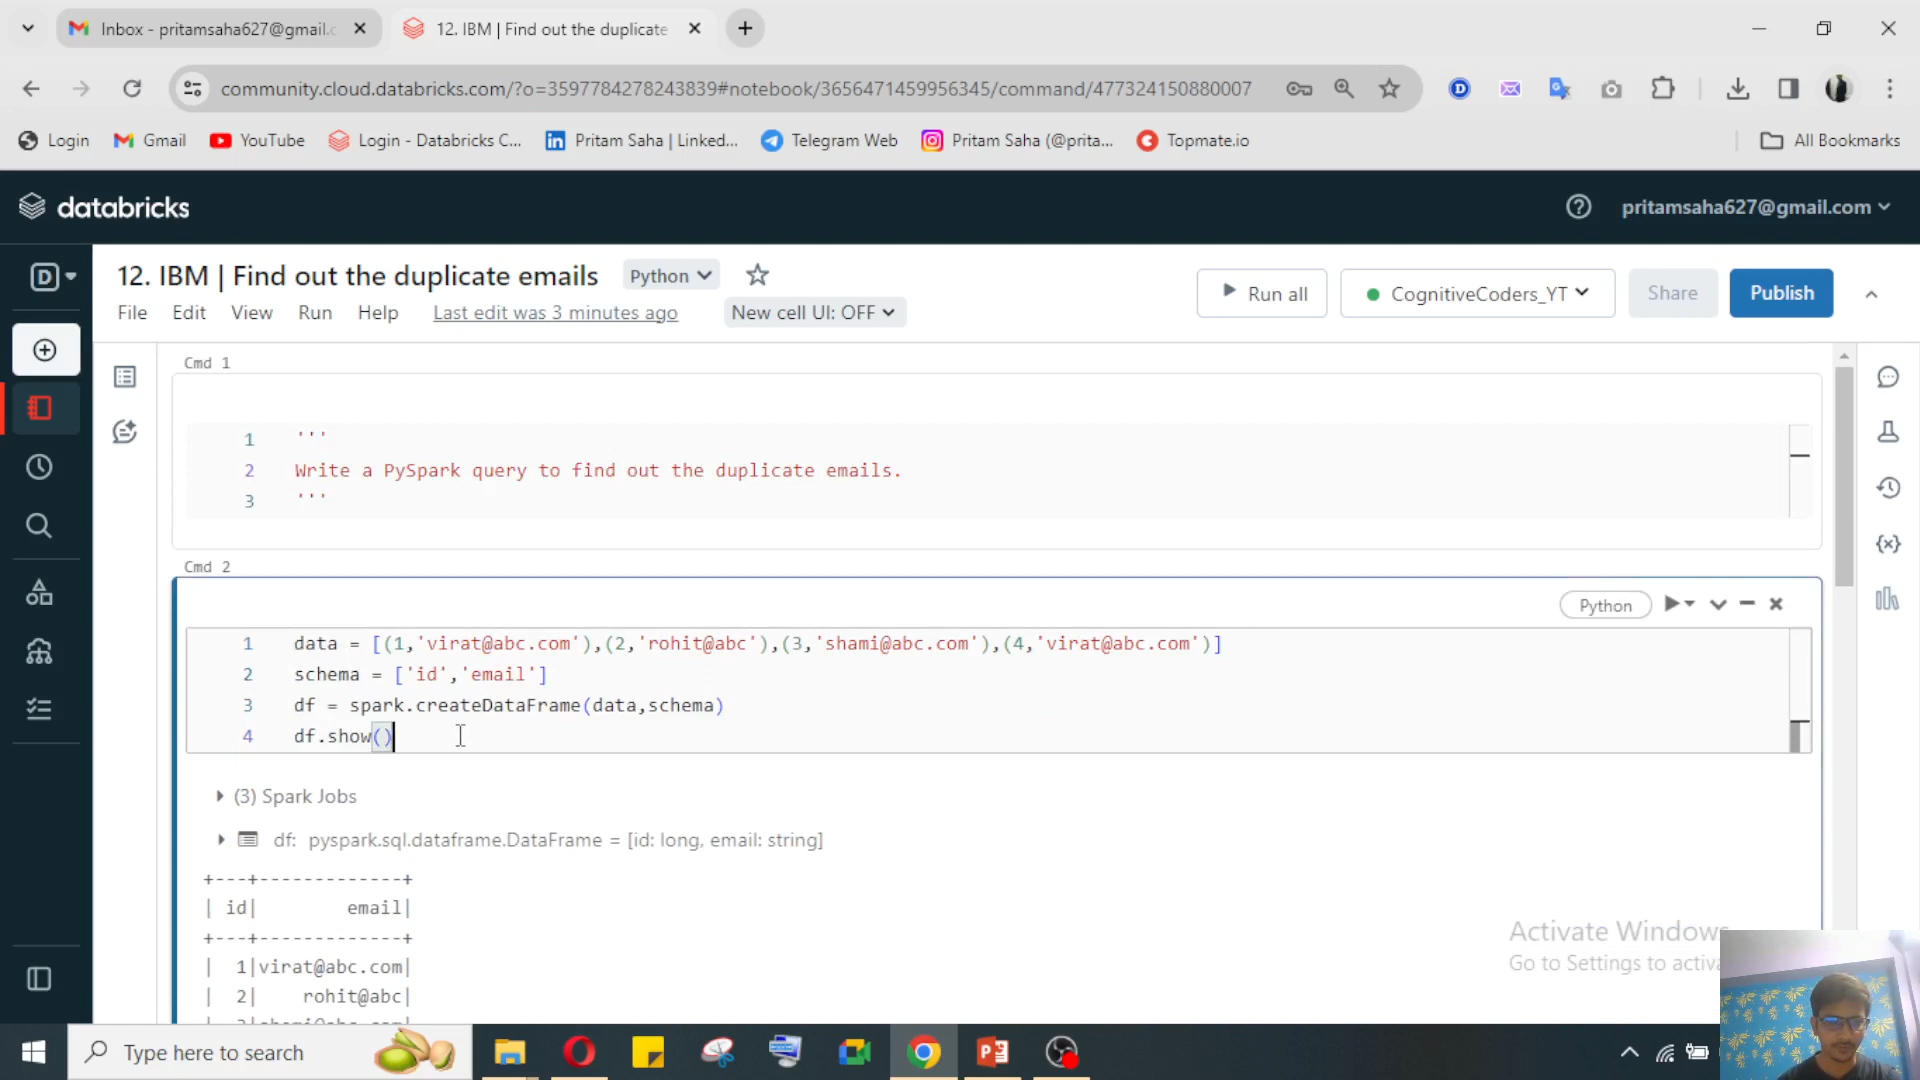 Inbox - pritamsaha627@gmail.c
12. IBM | Find out the duplicate
community.cloud.databricks.com/?o=3597784278243839#notebook/3656471459956345/command/477324150880007
Login
Gmail
YouTube
Login - Databricks C...
Pritam Saha | Linked...
Telegram Web
Pritam Saha (@prita...
Topmate.io
All Bookmarks
databricks
pritamsaha627@gmail.com
D
12. IBM | Find out the duplicate emails
Python
File Edit View Run Help Last edit was 3 minutes ago New cell UI: OFF
Run all
CognitiveCoders_YT
Share
Publish
Cmd 1
1 '''
2 Write a PySpark query to find out the duplicate emails.
3 '''
Cmd 2
Python
1 data = [(1,'virat@abc.com'),(2,'rohit@abc'),(3,'shami@abc.com'),(4,'virat@abc.com')]
2 schema = ['id','email']
3 df = spark.createDataFrame(data,schema)
4 df.show()
(3) Spark Jobs
df: pyspark.sql.dataframe.DataFrame = [id: long, email: string]
+---+-------------+
| id|        email|
+---+-------------+
|  1|virat@abc.com|
|  2|    rohit@abc|
Activate Windows
Go to Settings to activa
Type here to search